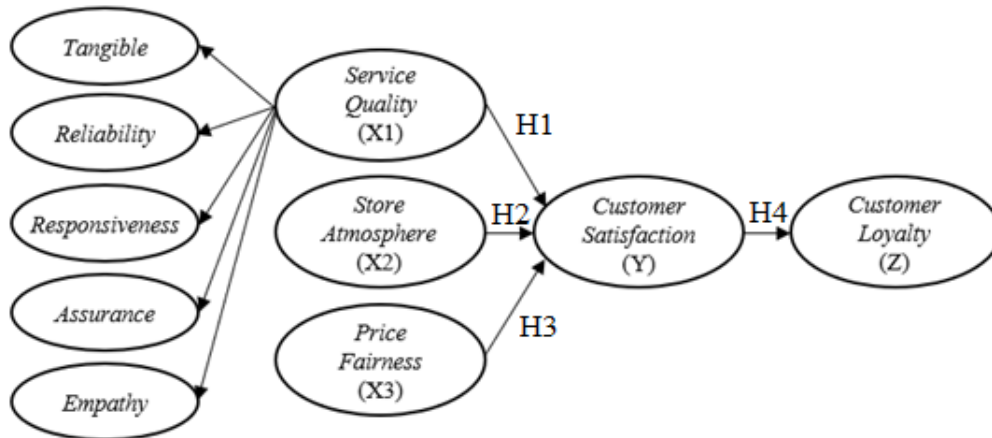 Tangible
Reliability
Responsiveness
Assurance
Empathy
Service
Quality
(X1)
Store
Atmosphere
(X2)
Price
Fairness
(X3)
H1
H2
H3
Customer
Satisfaction
(Y)
H4
Customer
Loyalty
(Z)